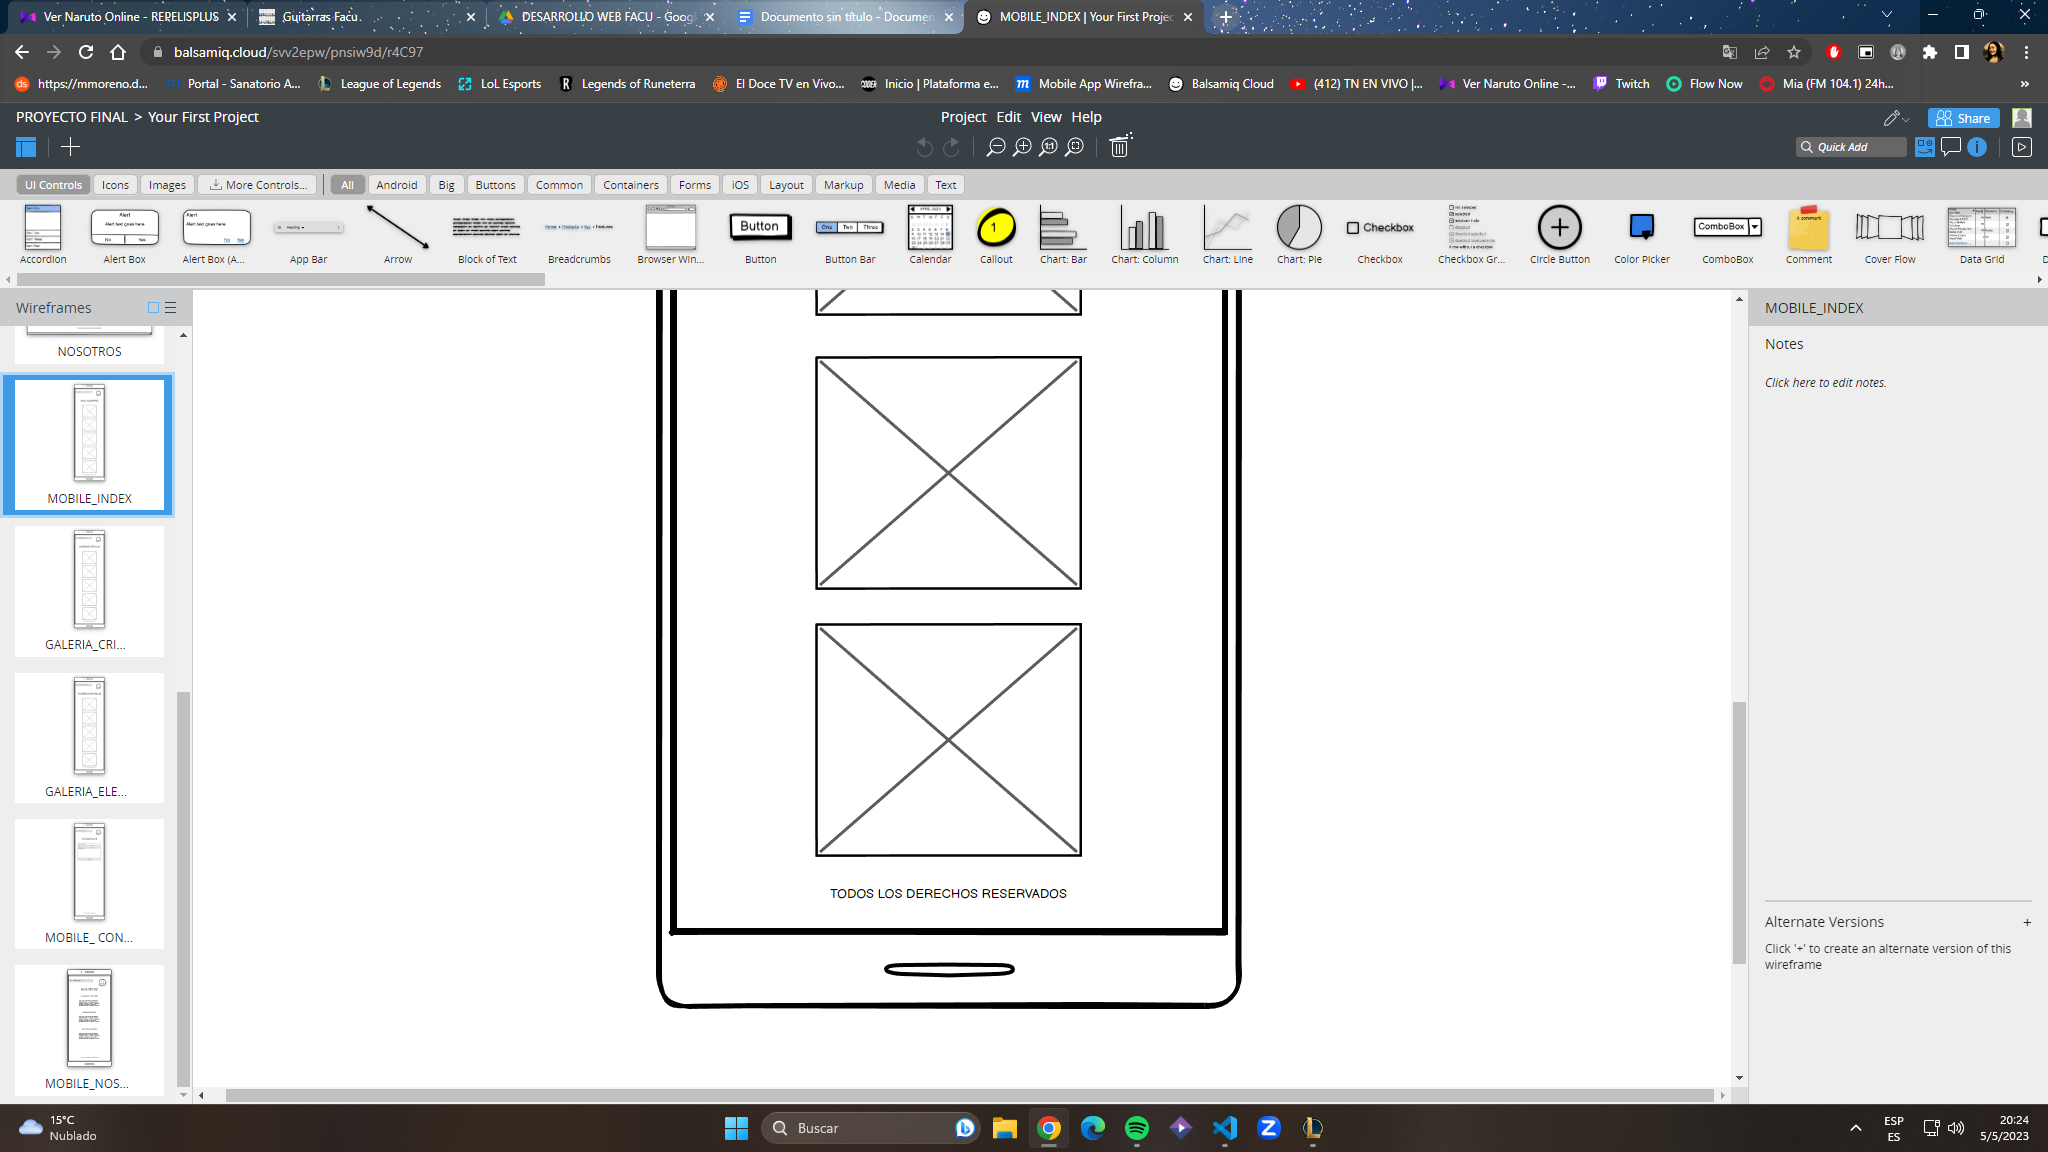 Ver Naruto Online - REPELISPLUS
Guitarras Facu
DESARROLLO WEB FACU - Goog
Documento sin título - Documen
MOBILE_INDEX | Your First Projec
balsamiq.cloud/svv2epw/pnsiw9d/r4C97
https://mmoreno.d...
Portal - Sanatorio A...
League of Legends
LoL Esports
Legends of Runeterra
El Doce TV en Vivo...
Inicio | Plataforma e...
Mobile App Wirefra...
Balsamiq Cloud
(412) TN EN VIVO |...
Ver Naruto Online -...
Twitch
Flow Now
Mia (FM 104.1) 24h...
»
PROYECTO FINAL > Your First Project
Project Edit View Help
Share
Quick Add
UI Controls
Icons
Images
More Controls...
All
Android
Big
Buttons
Common
Containers
Forms
iOS
Layout
Markup
Media
Text
Button
One Two Three
1
Checkbox
ComboBox
A comment
Accordion
Alert Box
Alert Box (A...
App Bar
Arrow
Block of Text
Breadcrumbs
Browser Win...
Button
Button Bar
Calendar
Callout
Chart: Bar
Chart: Column
Chart: Line
Chart: Pie
Checkbox
Checkbox Gr...
Circle Button
Color Picker
ComboBox
Comment
Cover Flow
Data Grid
Wireframes
NOSOTROS
MOBILE_INDEX
GALERIA_CRI...
GALERIA_ELE...
MOBILE_ CON...
MOBILE_NOS...
TODOS LOS DERECHOS RESERVADOS
MOBILE_INDEX
Notes
Click here to edit notes.
Alternate Versions +
Click '+' to create an alternate version of this
wireframe
15°C
Nublado
Buscar
ESP
ES
20:24
5/5/2023